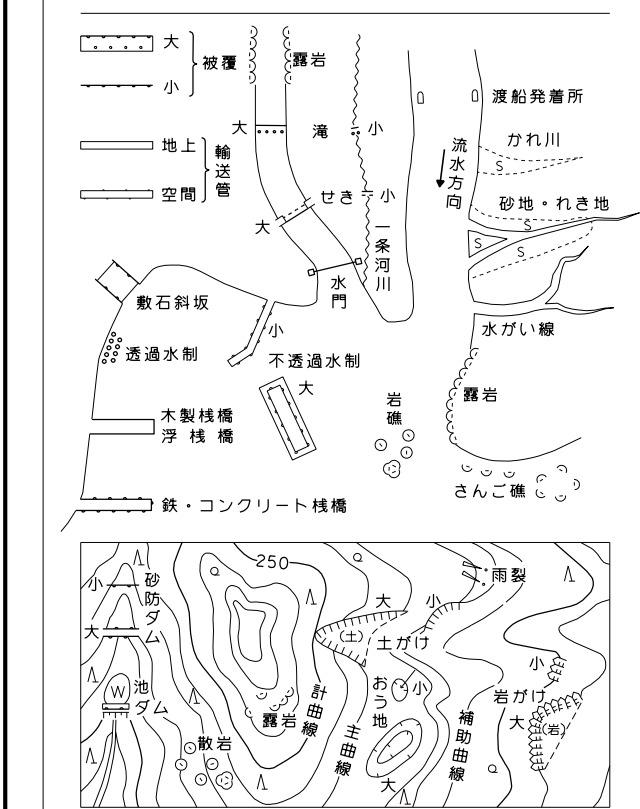 大
小
被覆
露岩
大
滝
小
渡船発着所
地上
空間
輸送管
大
せき
小
一条河川
流水方向
かれ川
S
砂地・れき地
S
S
水門
敷石斜坂
小
不透過水制
透過水制
大
水がい線
露岩
岩礁
木製桟橋
浮桟橋
さんご礁
鉄・コンクリート桟橋
250
小
砂防ダム
大
W
池
ダム
散岩
露岩
計曲線
主曲線
大
小
(土)
土がけ
おう地
小
大
補助曲線
雨裂
小
岩がけ
大
(岩)